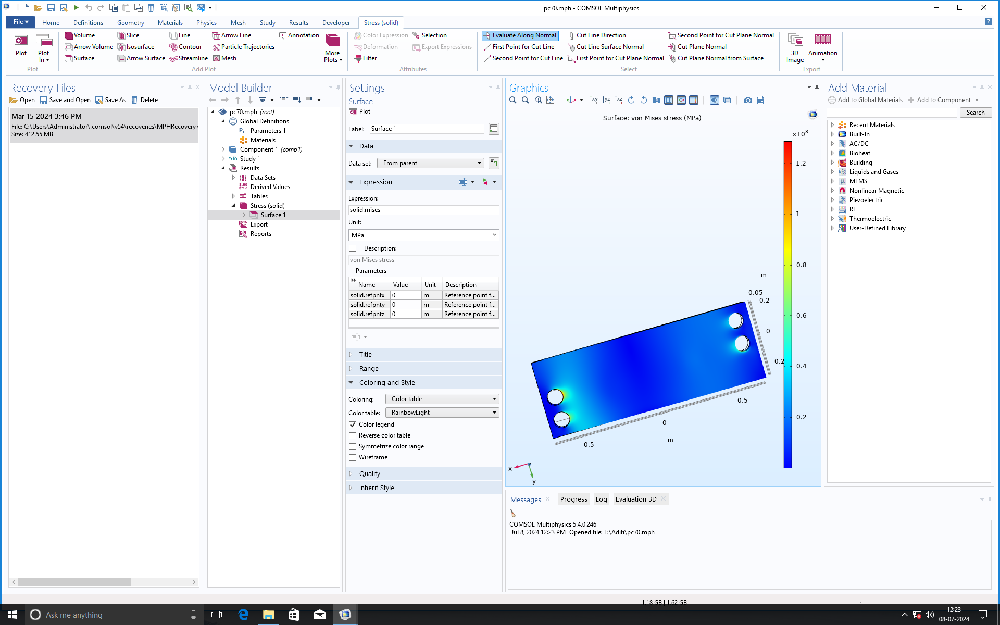 pc70.mph - COMSOL Multiphysics
File
Home
Definitions
Geometry
Materials
Physics
Mesh
Study
Results
Developer
Stress (solid)
Plot
Plot In
Plot
Volume
Arrow Volume
Surface
Slice
Isosurface
Arrow Surface
Line
Contour
Streamline
Arrow Line
Particle Trajectories
Mesh
Annotation
More Plots
Add Plot
Color Expression
Deformation
Filter
Selection
Export Expressions
Attributes
Evaluate Along Normal
First Point for Cut Line
Second Point for Cut Line
Cut Line Direction
Cut Line Surface Normal
First Point for Cut Plane Normal
Second Point for Cut Plane Normal
Cut Plane Normal
Cut Plane Normal from Surface
Select
3D Image
Animation
Export
Recovery Files
Open
Save and Open
Save As
Delete
Mar 15 2024 3:46 PM
File: C:\Users\Administrator\.comsol\v54\recoveries\MPHRecovery7
Size: 412.55 MB
Model Builder
pc70.mph (root)
Global Definitions
Parameters 1
Materials
Component 1 (comp1)
Study 1
Results
Data Sets
8.85
e-12
Derived Values
Tables
Stress (solid)
Surface 1
Export
Reports
Settings
Surface
Plot
Label: Surface 1
Data
Data set: From parent
Expression
Expression:
solid.mises
Unit:
MPa
Description:
von Mises stress
Parameters
Name Value Unit Description
solid.refpntx 0 m Reference point f...
solid.refpnty 0 m Reference point f...
solid.refpntz 0 m Reference point f...
Title
Range
Coloring and Style
Coloring: Color table
Color table: RainbowLight
Color legend
Reverse color table
Symmetrize color range
Wireframe
Quality
Inherit Style
Graphics
xy
yz
xz
Surface: von Mises stress (MPa)
×10³
1.2
1
0.8
0.6
0.4
0.2
m
0.05
-0.2
0
0.2
-0.5
0
0.5
m
x
z
y
Messages
Progress
Log
Evaluation 3D
COMSOL Multiphysics 5.4.0.246
[Jul 8, 2024 12:23 PM] Opened file: E:\Aditi\pc70.mph
Add Material
Add to Global Materials
Add to Component
Search
Recent Materials
Built-In
AC/DC
Bioheat
Building
Liquids and Gases
MEMS
Nonlinear Magnetic
Piezoelectric
RF
Thermoelectric
User-Defined Library
1.18 GB | 1.62 GB
Ask me anything
12:23
08-07-2024